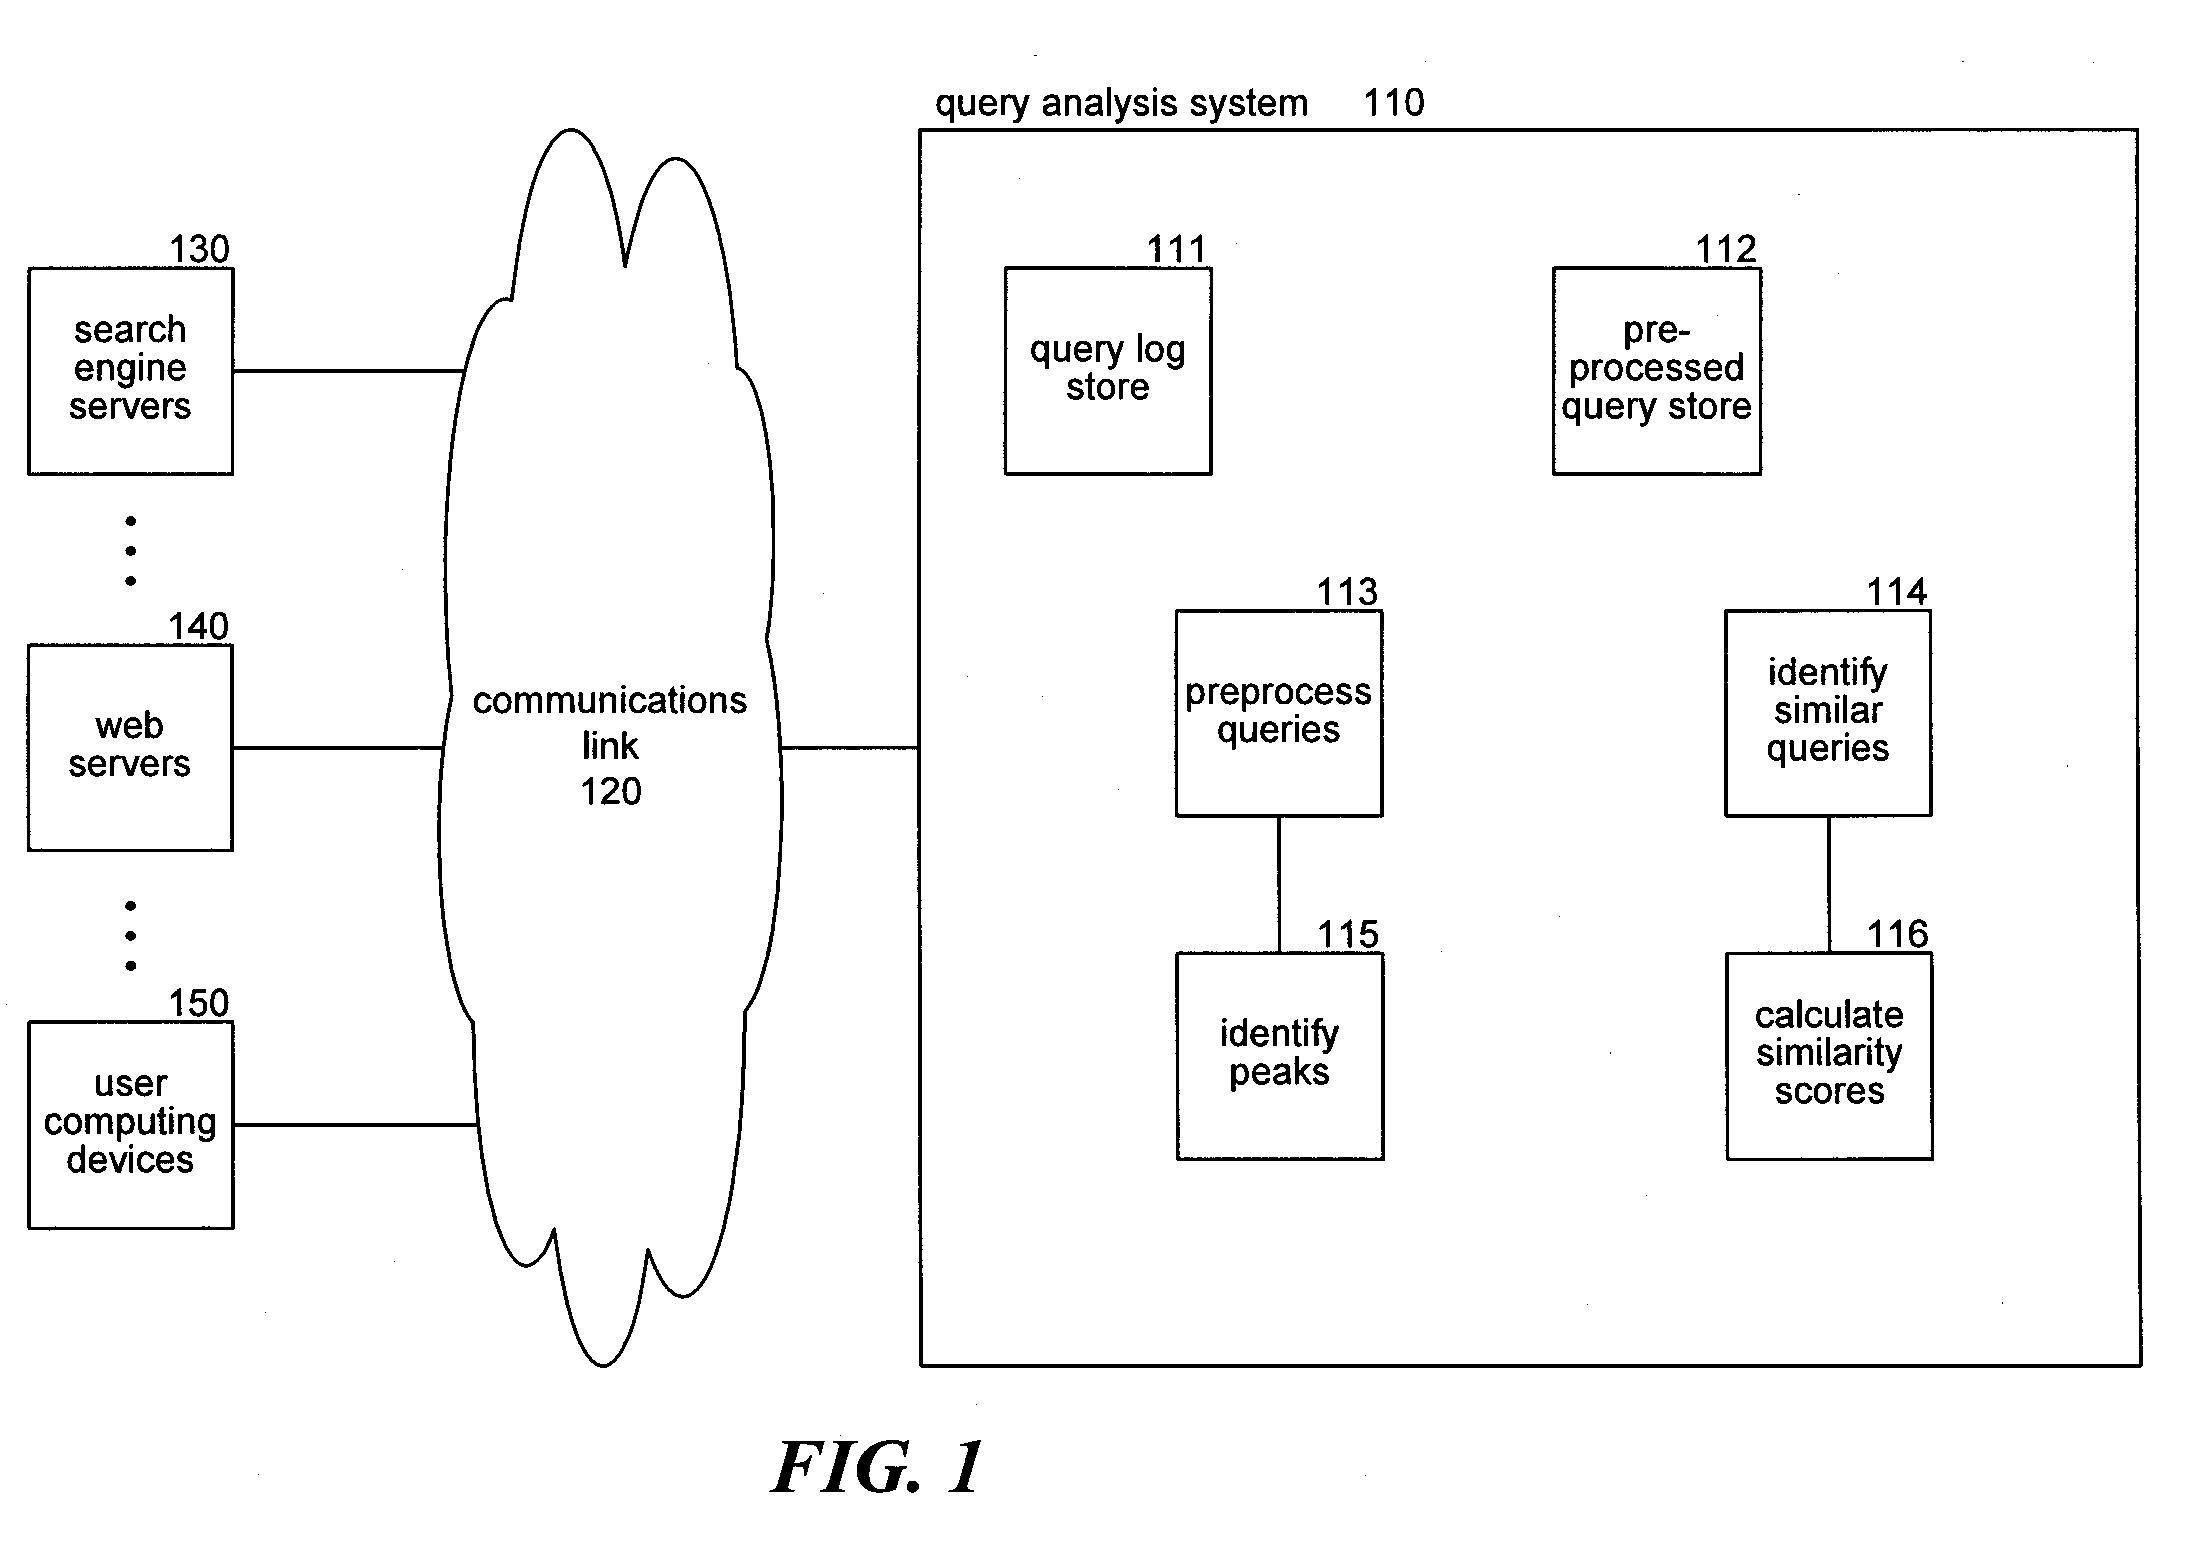 query analysis system 110
130
search
engine
servers
140
web
servers
150
user
computing
devices
communications
link
120
111
query log
store
112
pre-
processed
query store
113
preprocess
queries
114
identify
similar
queries
115
identify
peaks
116
calculate
similarity
scores
FIG. 1